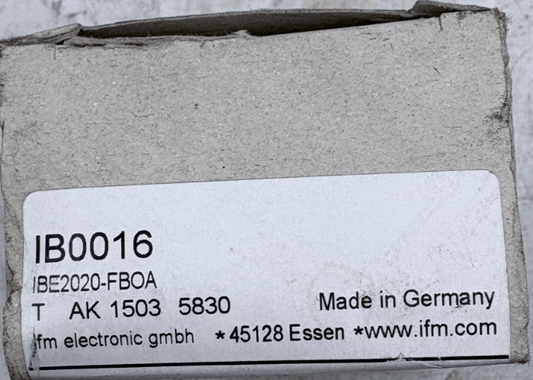 IB0016
IBE2020-FBOA
T AK 1503 5830 Made in Germany
ifm electronic gmbh *45128 Essen *www.ifm.com